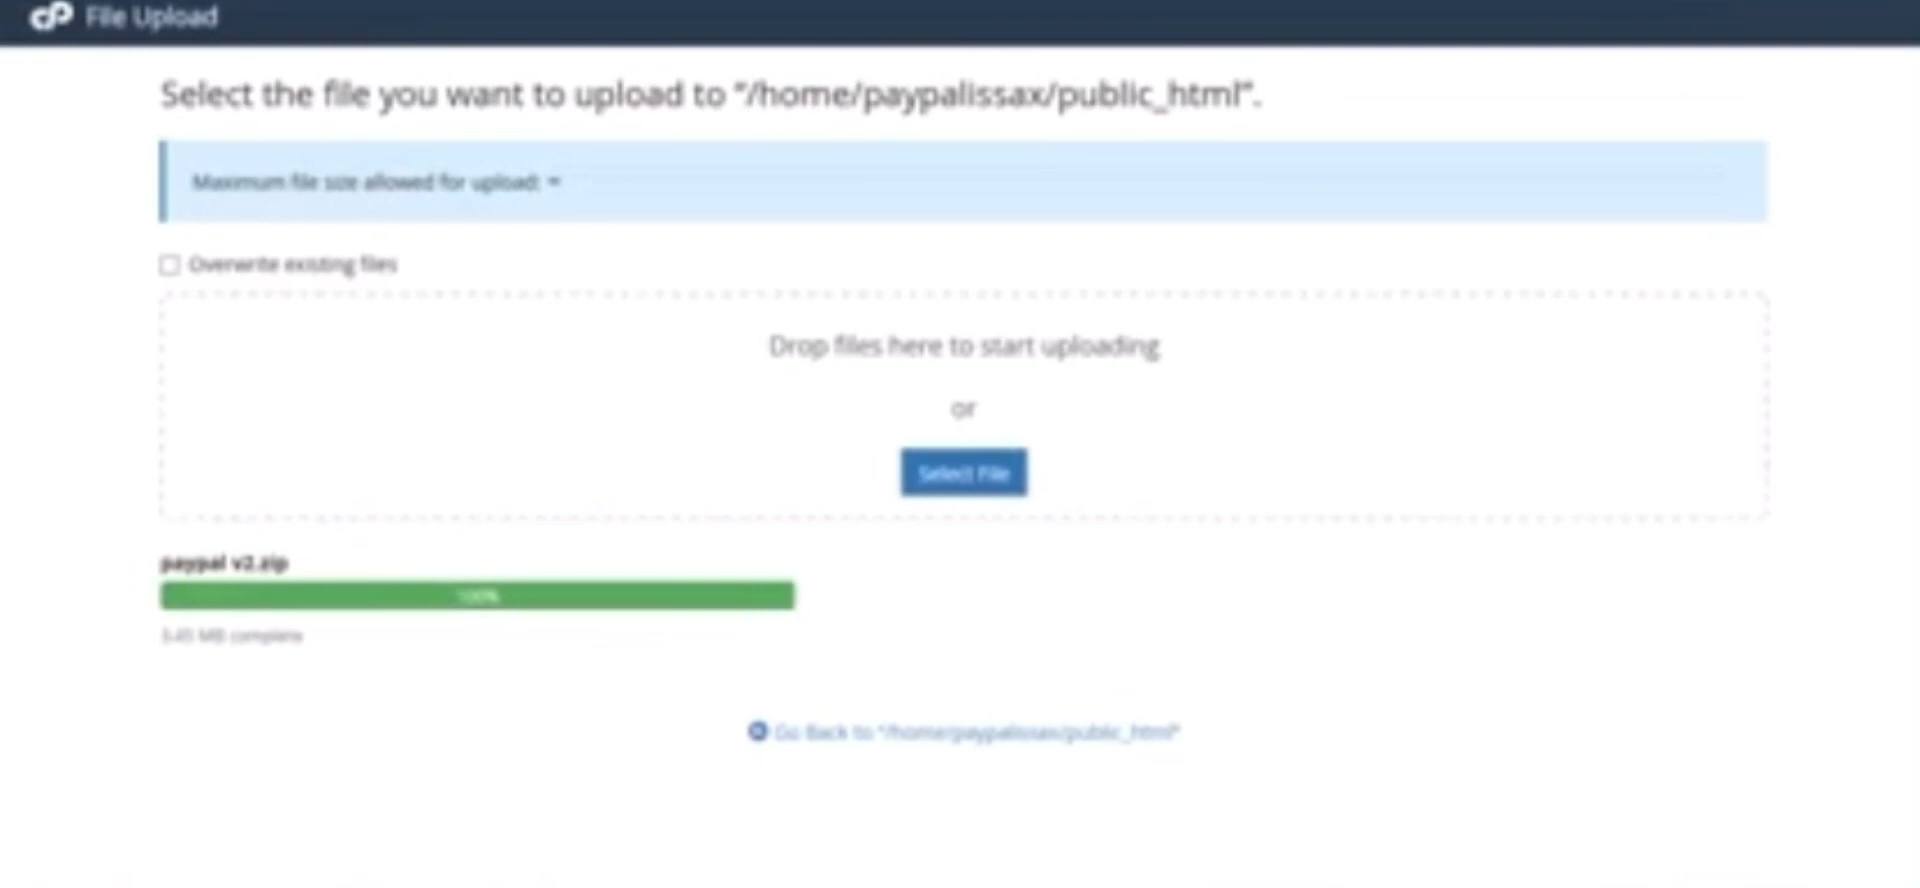 File Upload
Select the file you want to upload to "/home/paypalissax/public_html".
Maximum file size allowed for upload:
Overwrite existing files
Drop files here to start uploading
or
Select File
paypal v2.zip
100%
MB complete
Go Back to "/home/paypalissax/public_html"